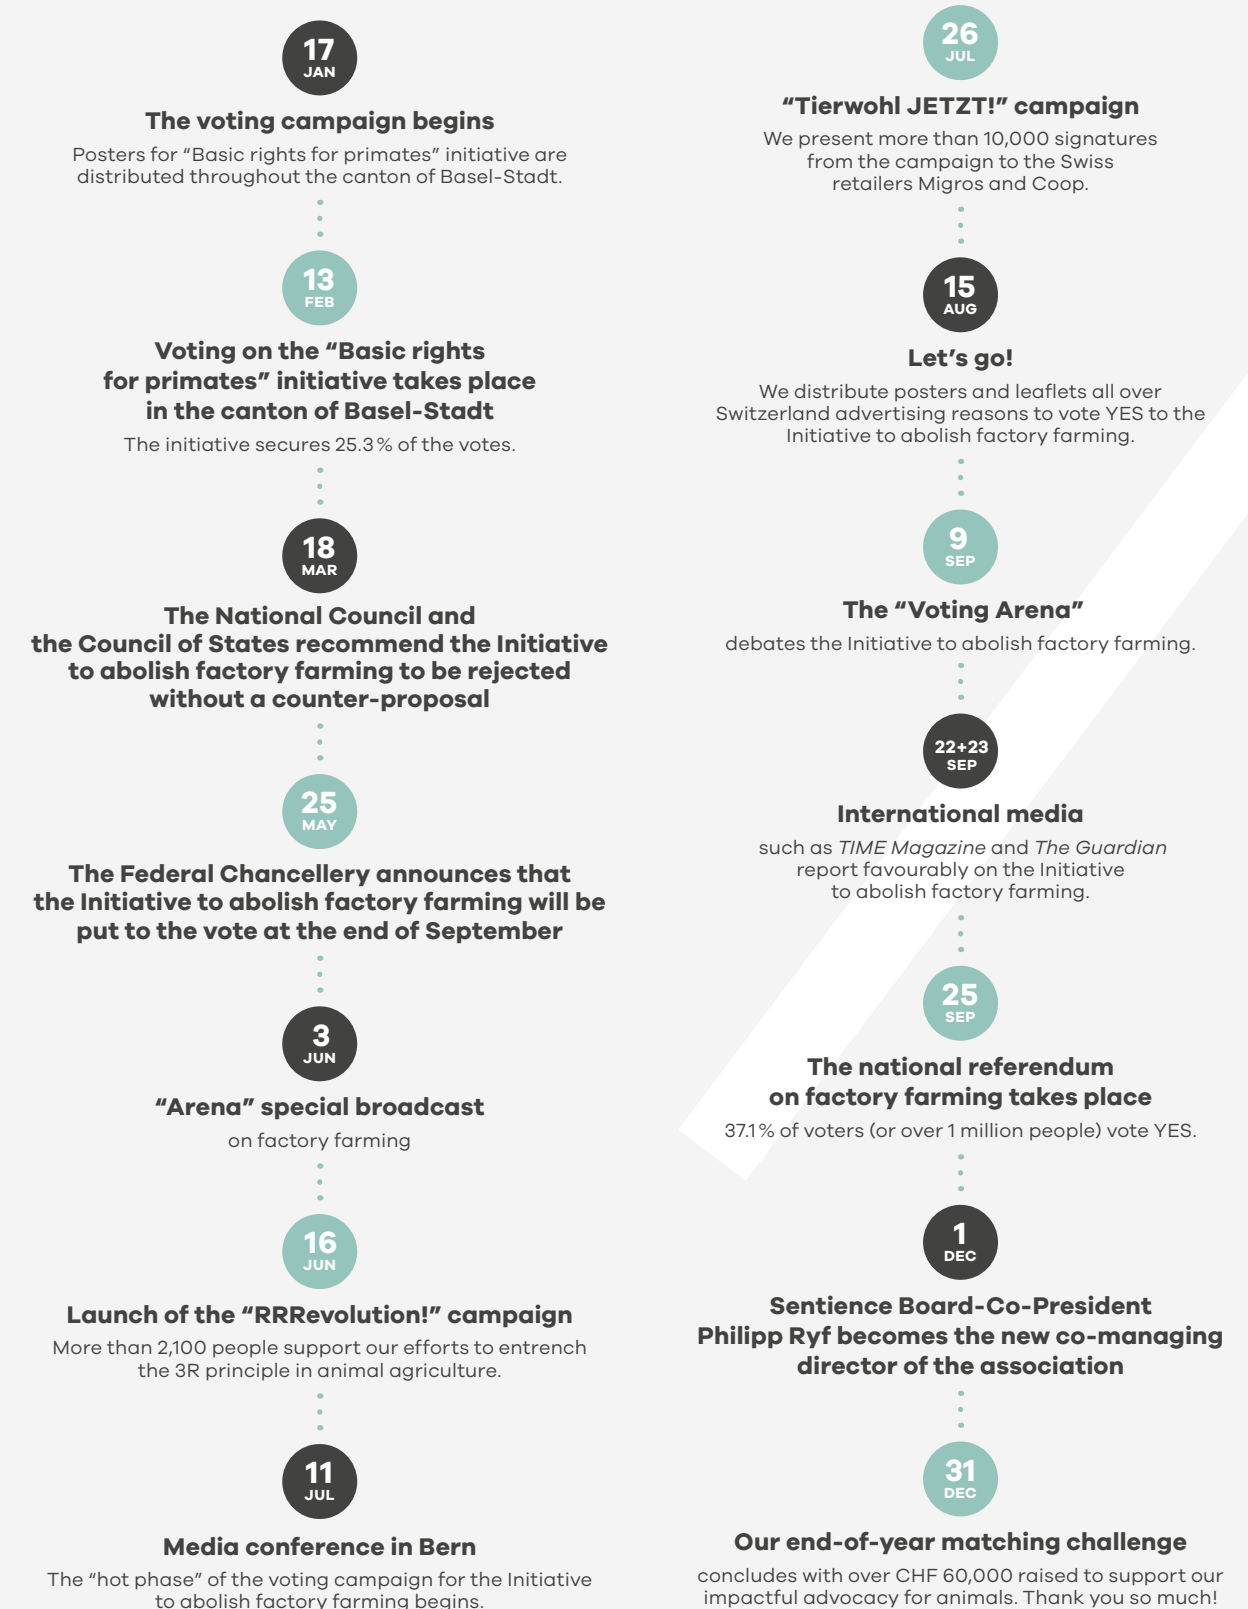 17
JAN
The voting campaign begins
Posters for “Basic rights for primates” initiative are
distributed throughout the canton of Basel-Stadt.
13
FEB
Voting on the “Basic rights
for primates” initiative takes place
in the canton of Basel-Stadt
The initiative secures 25.3 % of the votes.
18
MAR
The National Council and
the Council of States recommend the Initiative
to abolish factory farming to be rejected
without a counter-proposal
25
MAY
The Federal Chancellery announces that
the Initiative to abolish factory farming will be
put to the vote at the end of September
3
JUN
“Arena” special broadcast
on factory farming
16
JUN
Launch of the “RRRevolution!” campaign
More than 2,100 people support our efforts to entrench
the 3R principle in animal agriculture.
11
JUL
Media conference in Bern
The “hot phase” of the voting campaign for the Initiative
to abolish factory farming begins.
26
JUL
“Tierwohl JETZT!” campaign
We present more than 10,000 signatures
from the campaign to the Swiss
retailers Migros and Coop.
15
AUG
Let’s go!
We distribute posters and leaflets all over
Switzerland advertising reasons to vote YES to the
Initiative to abolish factory farming.
9
SEP
The “Voting Arena”
debates the Initiative to abolish factory farming.
22+23
SEP
International media
such as TIME Magazine and The Guardian
report favourably on the Initiative
to abolish factory farming.
25
SEP
The national referendum
on factory farming takes place
37.1 % of voters (or over 1 million people) vote YES.
1
DEC
Sentience Board-Co-President
Philipp Ryf becomes the new co-managing
director of the association
31
DEC
Our end-of-year matching challenge
concludes with over CHF 60,000 raised to support our
impactful advocacy for animals. Thank you so much!